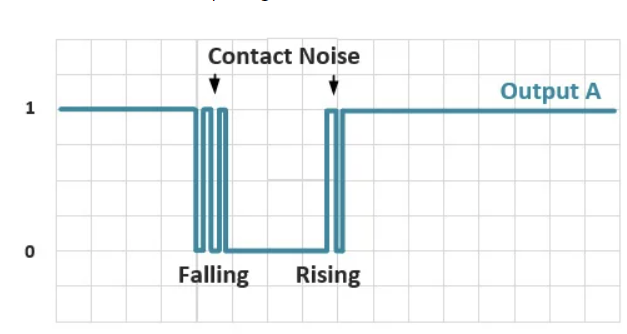 Contact Noise
Output A
1
0
Falling Rising